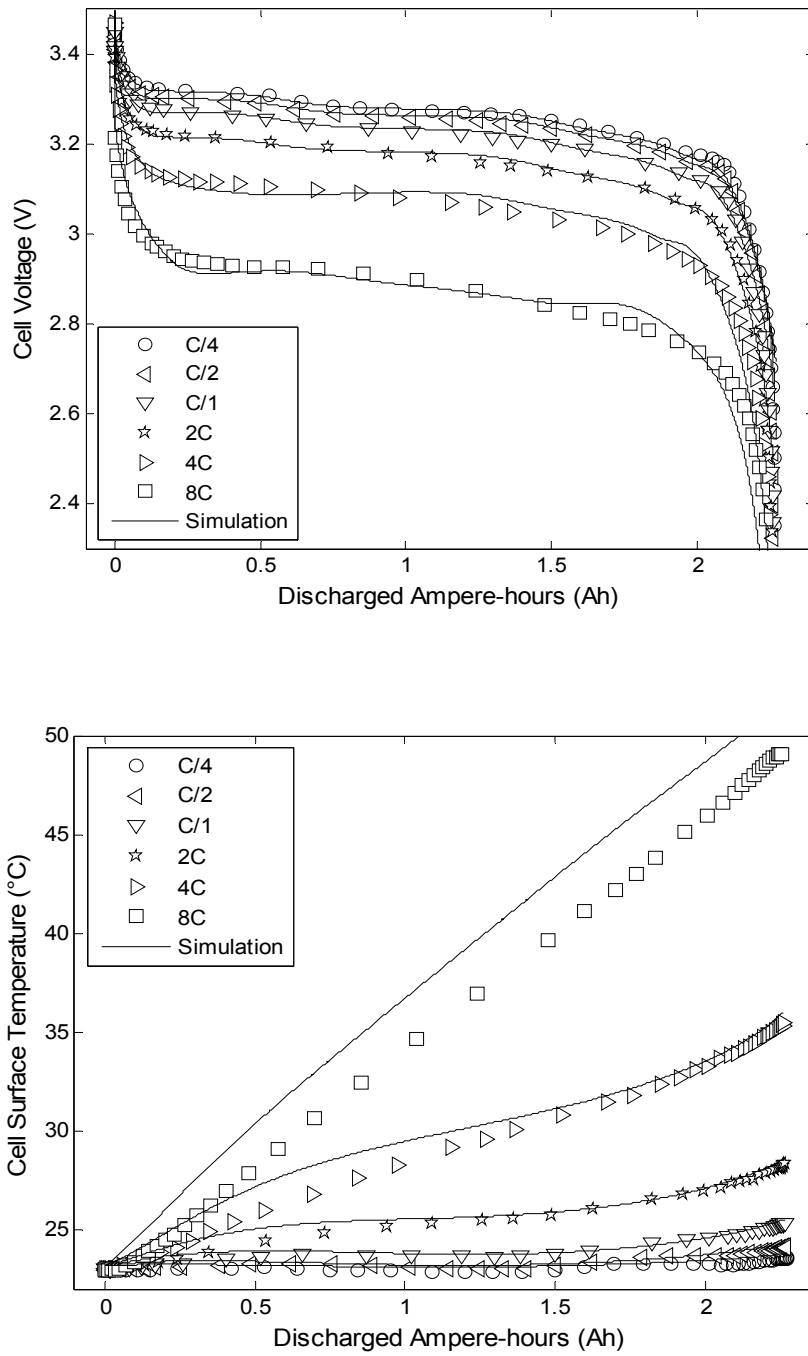 3.4
3.2
3
2.8
2.6
2.4
Cell Voltage (V)
C/4
C/2
C/1
2C
4C
8C
Simulation
0
0.5
1
1.5
2
Discharged Ampere-hours (Ah)
50
45
40
35
30
25
Cell Surface Temperature (°C)
C/4
C/2
C/1
2C
4C
8C
Simulation
0
0.5
1
1.5
2
Discharged Ampere-hours (Ah)